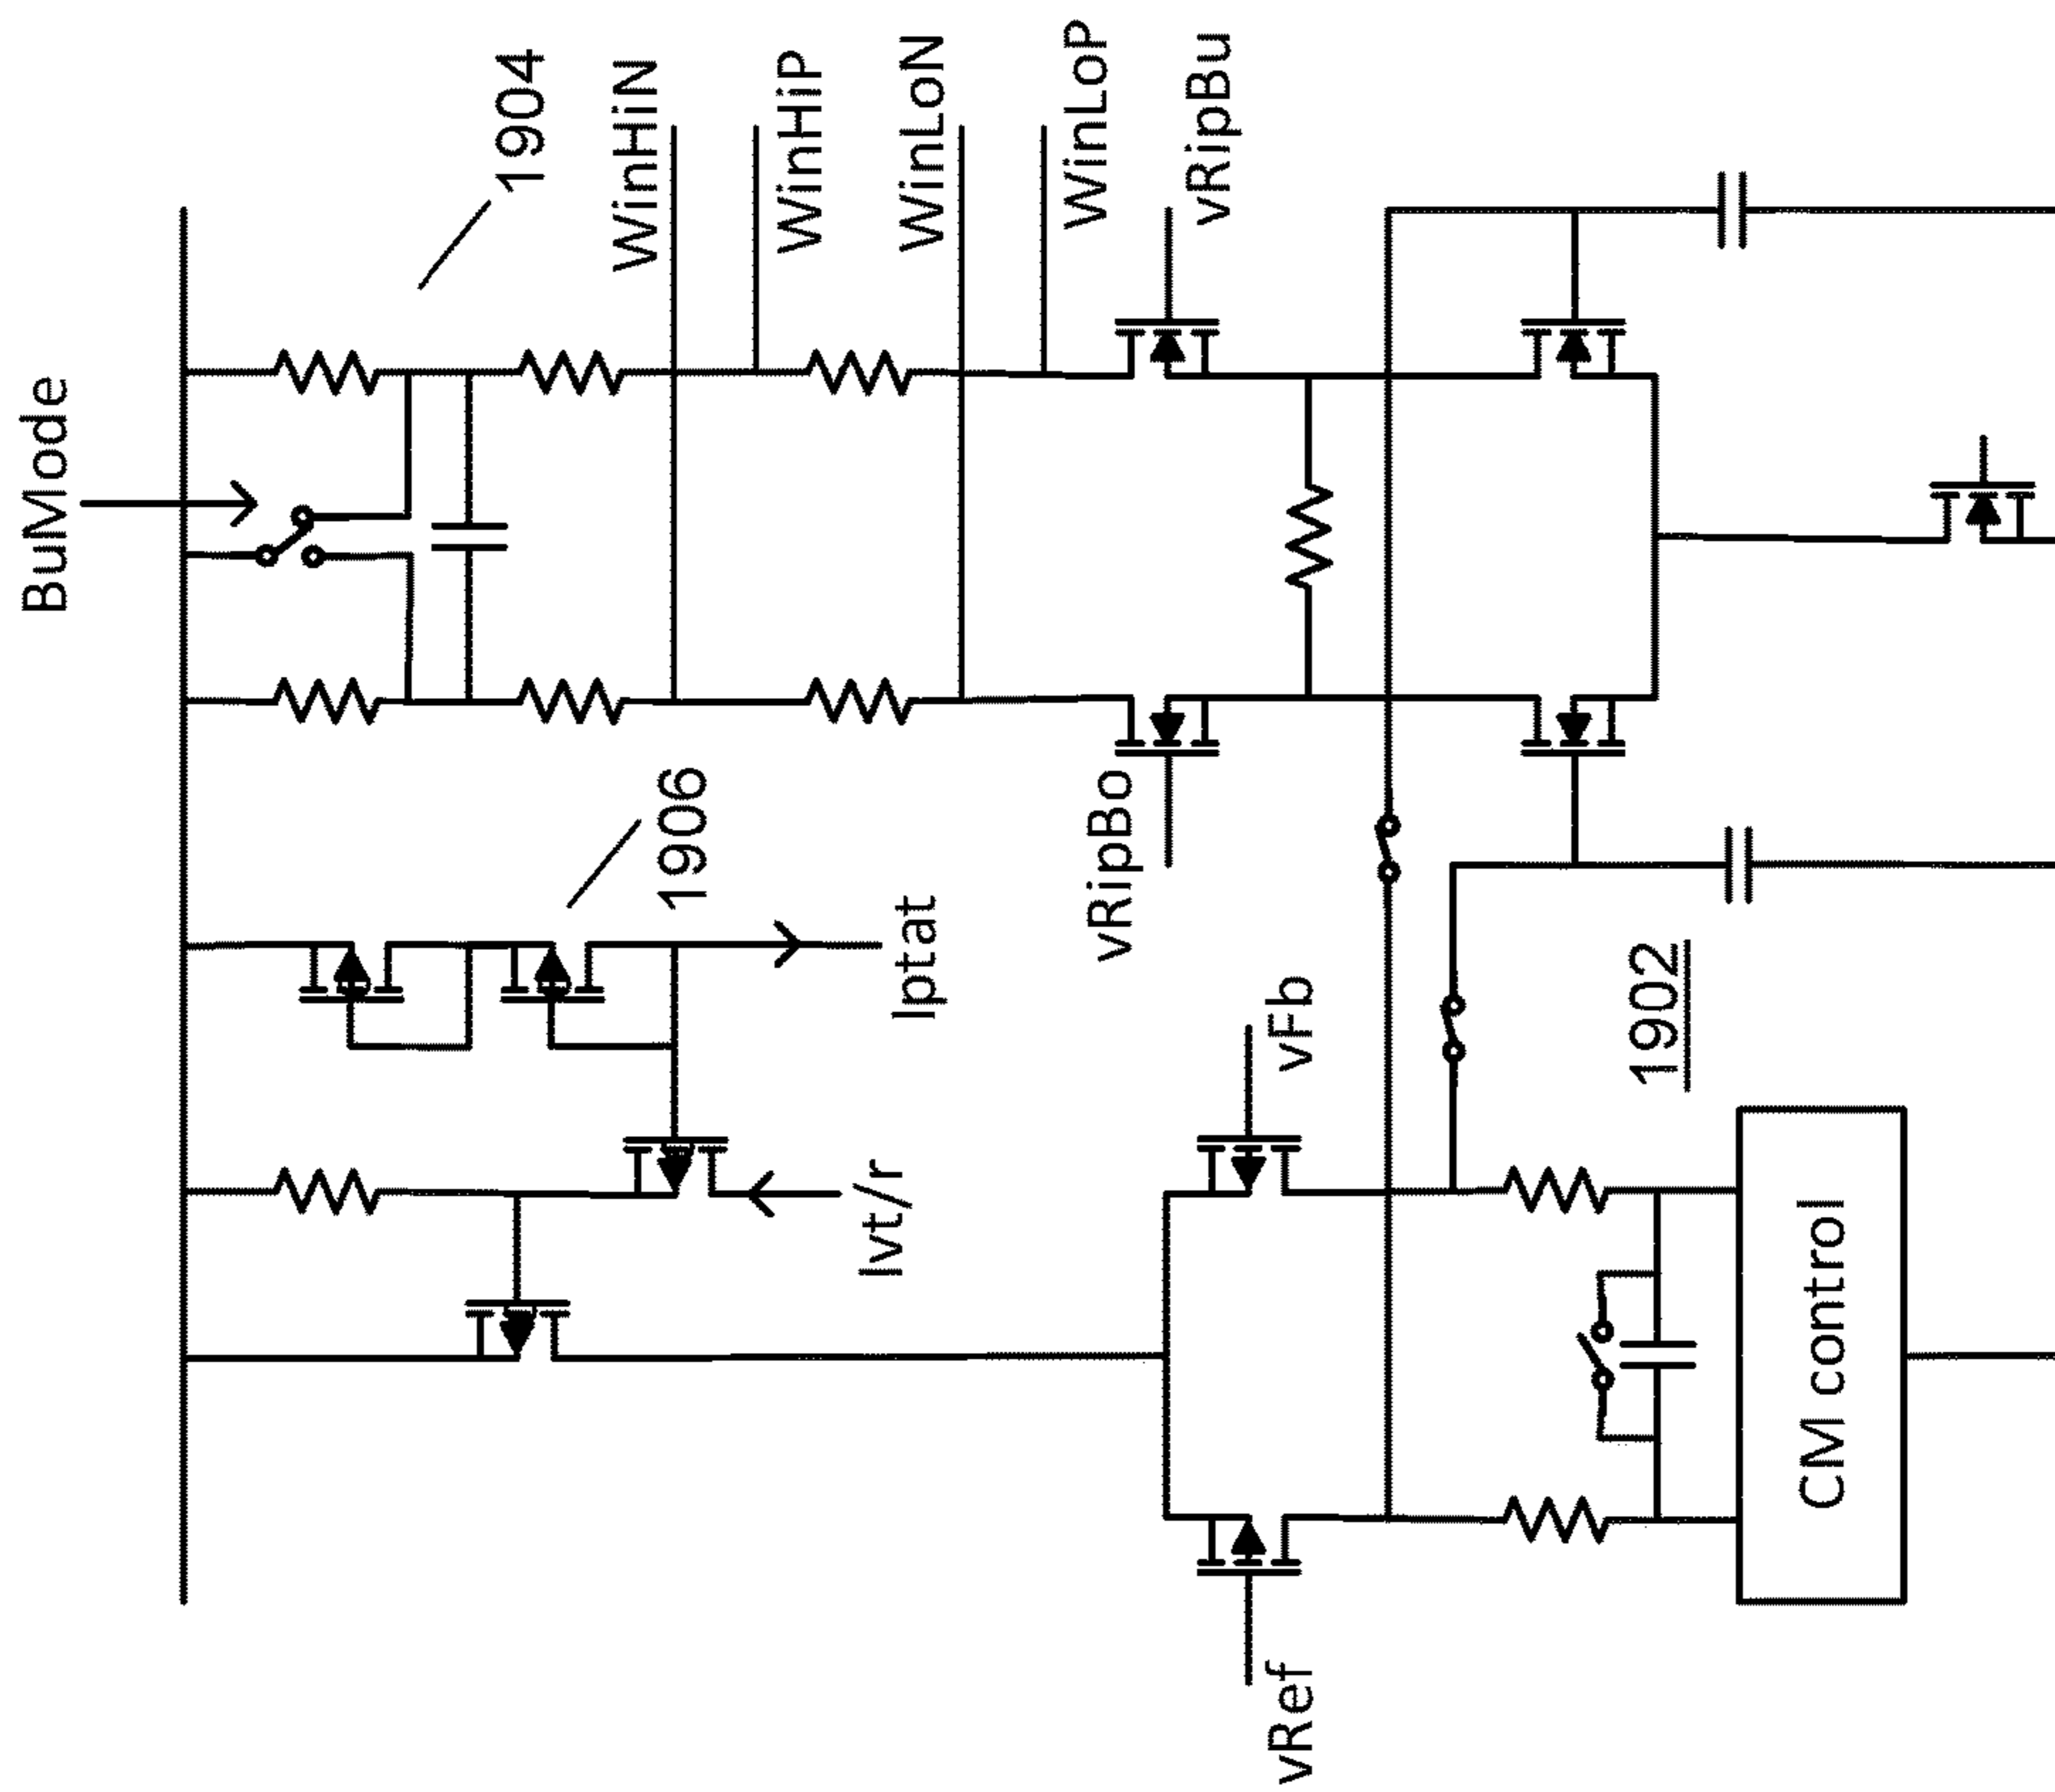 BuMode
1904
WinHiN
WinHiP
WinLoN
WinLoP
vRipBu
1906
Iptat
Ivt/r
vRipBo
vFb
vRef
1902
CM control